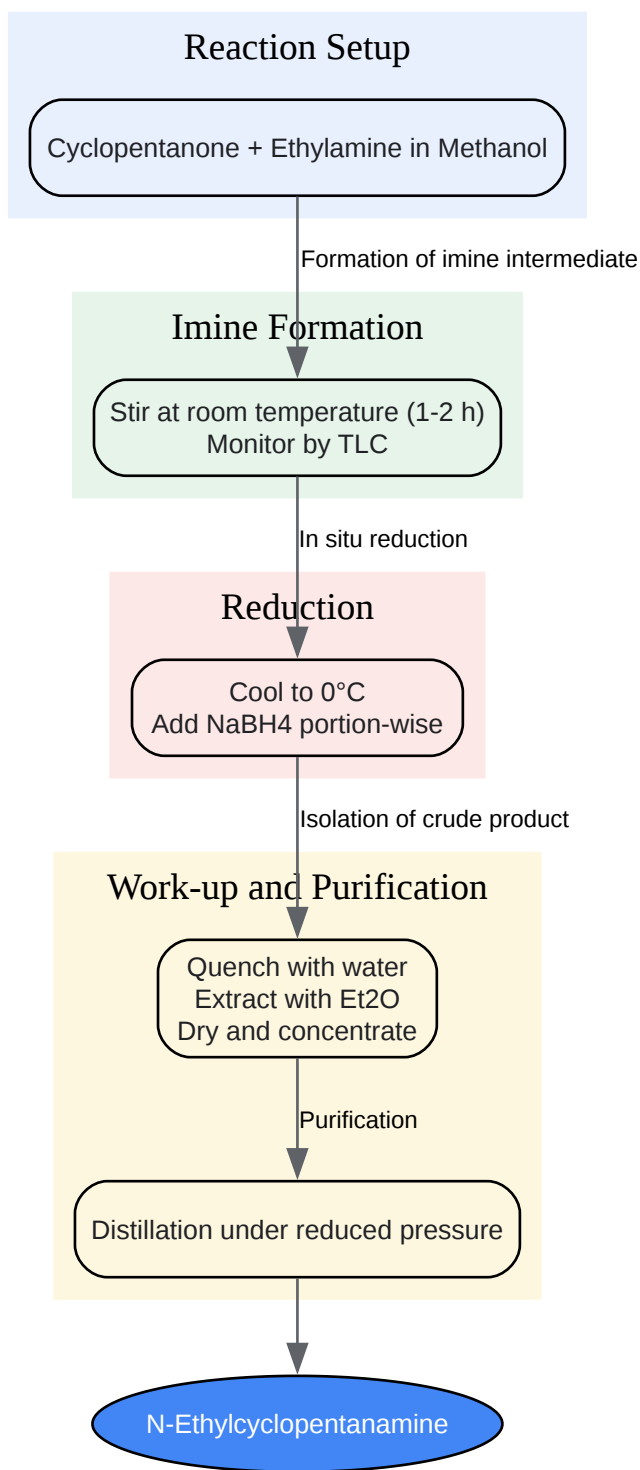 Reaction Setup
Cyclopentanone + Ethylamine in Methanol
Formation of imine intermediate
Imine Formation
Stir at room temperature (1-2 h)
Monitor by TLC
In situ reduction
Reduction
Cool to 0°C
Add NaBH4 portion-wise
Isolation of crude product
Work-up and Purification
Quench with water
Extract with Et2O
Dry and concentrate
Purification
Distillation under reduced pressure
N-Ethylcyclopentanamine